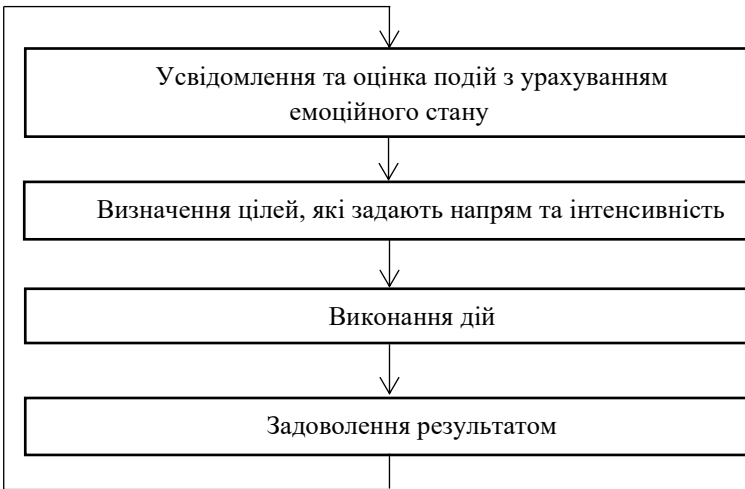 Усвідомлення та оцінка подій з урахуванням
емоційного стану
Визначення цілей, які задають напрям та інтенсивність
Виконання дій
Задоволення результатом